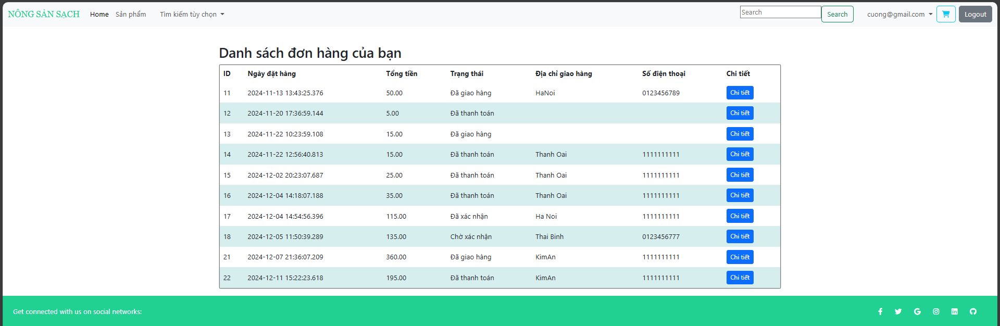 NÔNG SẢN SẠCH Home Sản phẩm Tìm kiếm tùy chọn Search Search cuong@gmail.com Logout
Danh sách đơn hàng của bạn
ID Ngày đặt hàng Tổng tiền Trạng thái Địa chỉ giao hàng Số điện thoại Chi tiết
11 2024-11-13 13:43:25.376 50.00 Đã giao hàng HaNoi 0123456789 Chi tiết
12 2024-11-20 17:36:59.144 5.00 Đã thanh toán Chi tiết
13 2024-11-22 10:23:59.108 15.00 Đã giao hàng Chi tiết
14 2024-11-22 12:56:40.813 15.00 Đã thanh toán Thanh Oai 1111111111 Chi tiết
15 2024-12-02 20:23:07.687 25.00 Đã thanh toán Thanh Oai 1111111111 Chi tiết
16 2024-12-04 14:18:07.188 35.00 Đã thanh toán Thanh Oai 1111111111 Chi tiết
17 2024-12-04 14:54:56.396 115.00 Đã xác nhận Ha Noi 1111111111 Chi tiết
18 2024-12-05 11:50:39.289 135.00 Chờ xác nhận Thai Binh 0123456777 Chi tiết
21 2024-12-07 21:36:07.209 360.00 Đã giao hàng KimAn 1111111111 Chi tiết
22 2024-12-11 15:22:23.618 195.00 Đã thanh toán KimAn 1111111111 Chi tiết
Get connected with us on social networks: